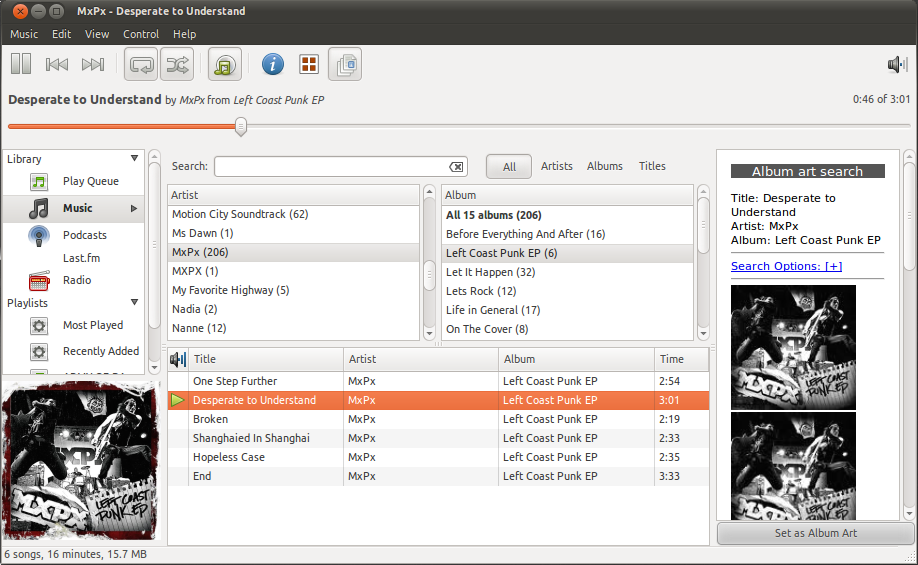 MxPx - Desperate to Understand
Music Edit View Control Help
Desperate to Understand by MxPx from Left Coast Punk EP
0:46 of 3:01
Library
Play Queue
Music
Podcasts
Last.fm
Radio
Playlists
Most Played
Recently Added
MXPX
LEFT COAST
PUNK EP
Search:
All Artists Albums Titles
Artist
Motion City Soundtrack (62)
Ms Dawn (1)
MxPx (206)
MXPX (1)
My Favorite Highway (5)
Nadia (2)
Nanne (12)
Album
All 15 albums (206)
Before Everything And After (16)
Left Coast Punk EP (6)
Let It Happen (32)
Lets Rock (12)
Life in General (17)
On The Cover (8)
Title Artist Album Time
One Step Further MxPx Left Coast Punk EP 2:54
Desperate to Understand MxPx Left Coast Punk EP 3:01
Broken MxPx Left Coast Punk EP 2:19
Shanghaied In Shanghai MxPx Left Coast Punk EP 2:33
Hopeless Case MxPx Left Coast Punk EP 2:35
End MxPx Left Coast Punk EP 3:33
Album art search
Title: Desperate to
Understand
Artist: MxPx
Album: Left Coast Punk EP
Search Options: [+]
MXPX
LEFT COAST
PUNK EP
Set as Album Art
6 songs, 16 minutes, 15.7 MB